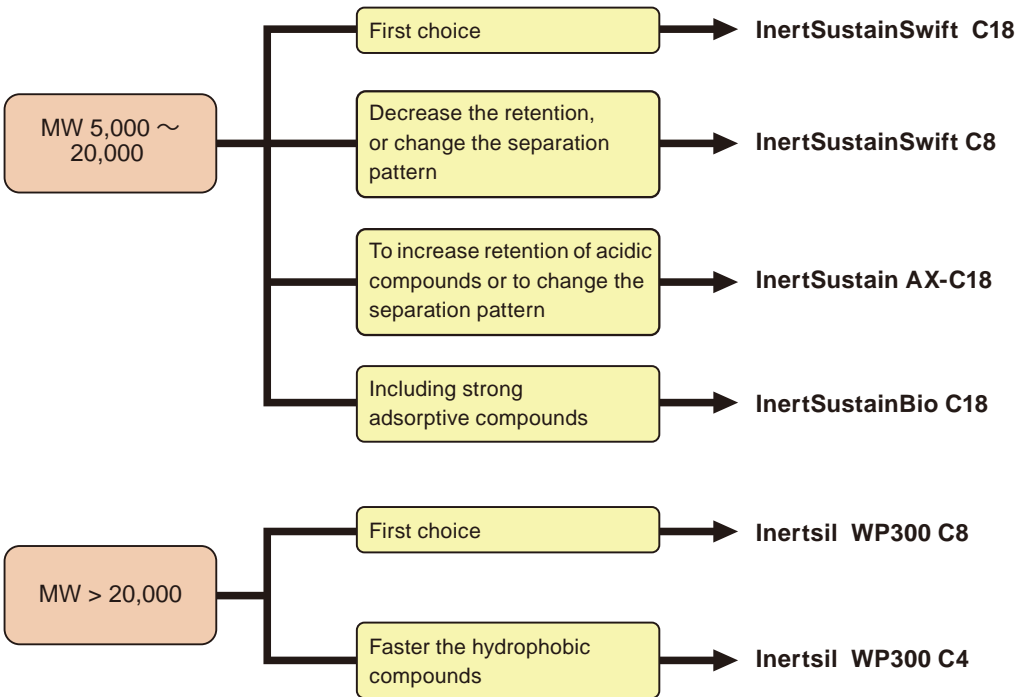 First choice
InertSustainSwift C18
MW 5,000 ～
20,000
Decrease the retention,
or change the separation
pattern
InertSustainSwift C8
To increase retention of acidic
compounds or to change the
separation pattern
InertSustain AX-C18
Including strong
adsorptive compounds
InertSustainBio C18
First choice
Inertsil WP300 C8
MW > 20,000
Faster the hydrophobic
compounds
Inertsil WP300 C4